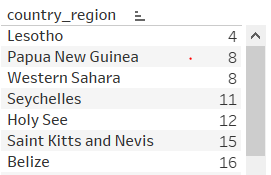 country_region
Lesotho 4
Papua New Guinea 8
Western Sahara 8
Seychelles 11
Holy See 12
Saint Kitts and Nevis 15
Belize 16